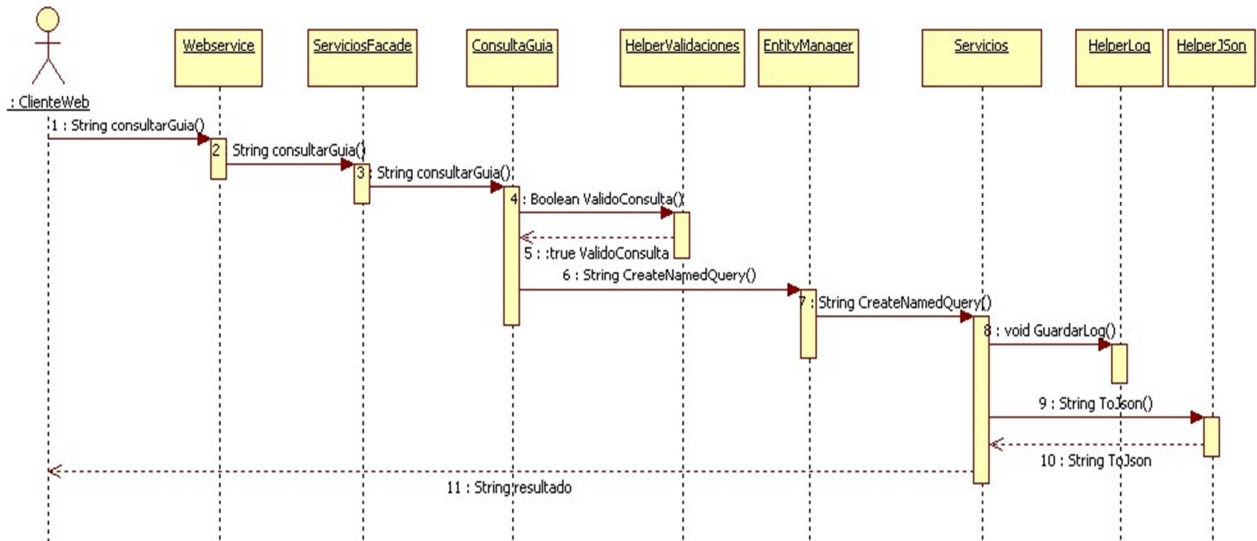 Webservice
ServiciosFacade
ConsultaGuia
HelperValidaciones
EntityManager
Servicios
HelperLog
HelperJSon
: ClienteWeb
1 : String consultarGuia()
2 String consultarGuia()
3 : String consultarGuia()
4 : Boolean ValidoConsulta()
5 : :true ValidoConsulta
6 : String CreateNamedQuery()
7 : String CreateNamedQuery()
8 : void GuardarLog()
9 : String ToJson()
10 : String ToJson
11 : String resultado